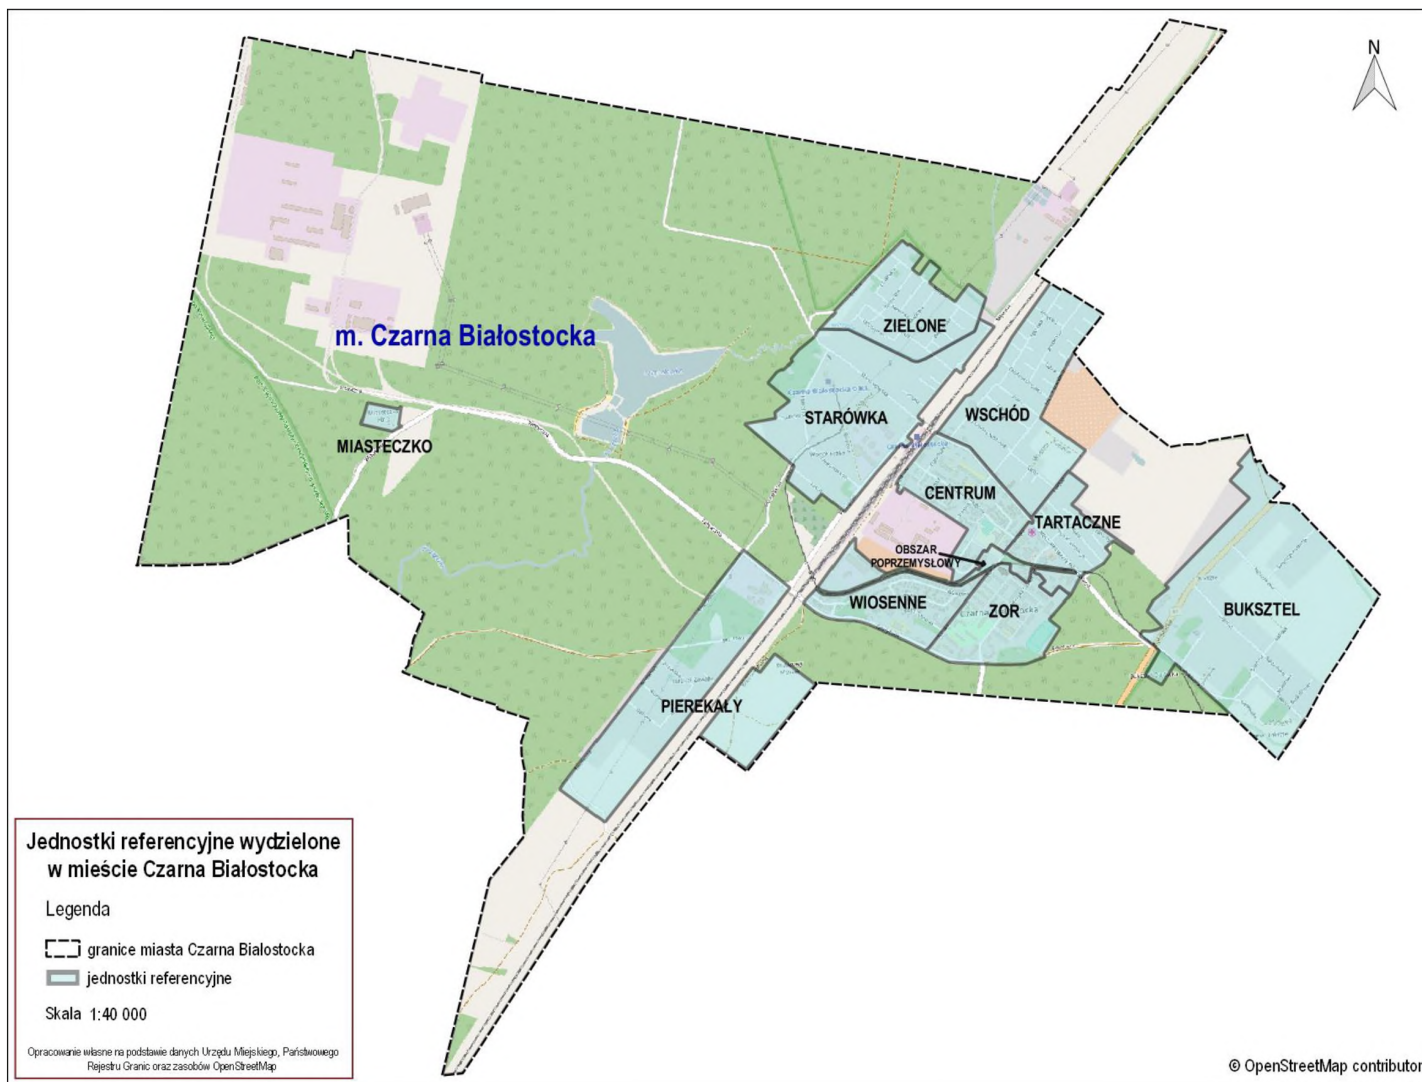 N
m. Czarna Białostocka
ZIELONE
STARÓWKA
WSCHÓD
MIASTECZKO
CENTRUM
TARTACZNE
OBSZAR
POPRZEMYSŁOWY
WIOSENNE
ZOR
BUKSZTEL
PIEREKAŁY
Jednostki referencyjne wydzielone
w mieście Czarna Białostocka
Legenda
granice miasta Czarna Białostocka
jednostki referencyjne
Skala 1:40 000
Opracowanie własne na podstawie danych Urzędu Miejskiego, Państwowego
Rejestru Granic oraz zasobów OpenStreetMap
© OpenStreetMap contributor